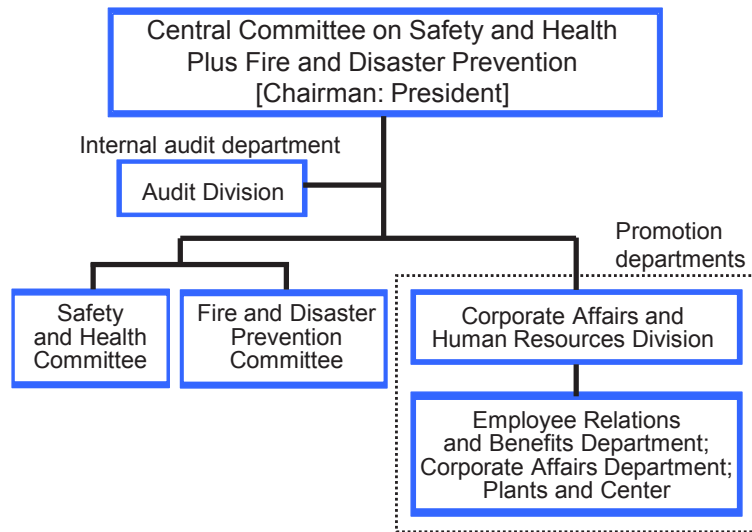 Central Committee on Safety and Health
Plus Fire and Disaster Prevention
[Chairman: President]
Internal audit department
Audit Division
Promotion
departments
Safety
and Health
Committee
Fire and Disaster
Prevention
Committee
Corporate Affairs and
Human Resources Division
Employee Relations
and Benefits Department;
Corporate Affairs Department;
Plants and Center